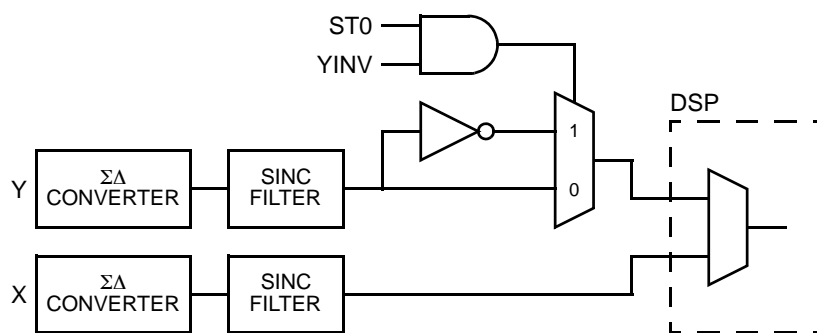 ST0
YINV
DSP
1
Y
ΣΔ
CONVERTER
SINC
FILTER
0
X
ΣΔ
CONVERTER
SINC
FILTER